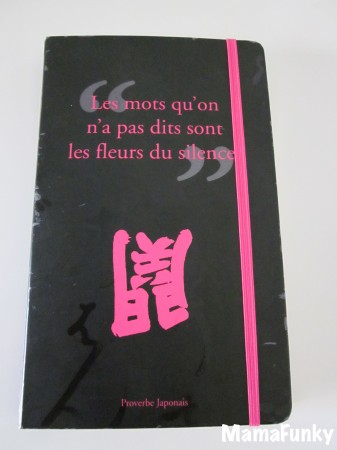 “
Les mots qu'on
n'a pas dits sont
les fleurs du silence
”
Proverbe Japonais
MamaFunky